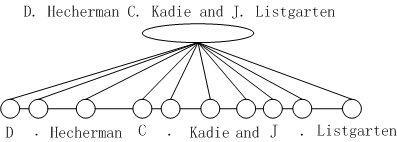 D. Hecherman C. Kadie and J. Listgarten
D . Hecherman C . Kadie and J . Listgarten